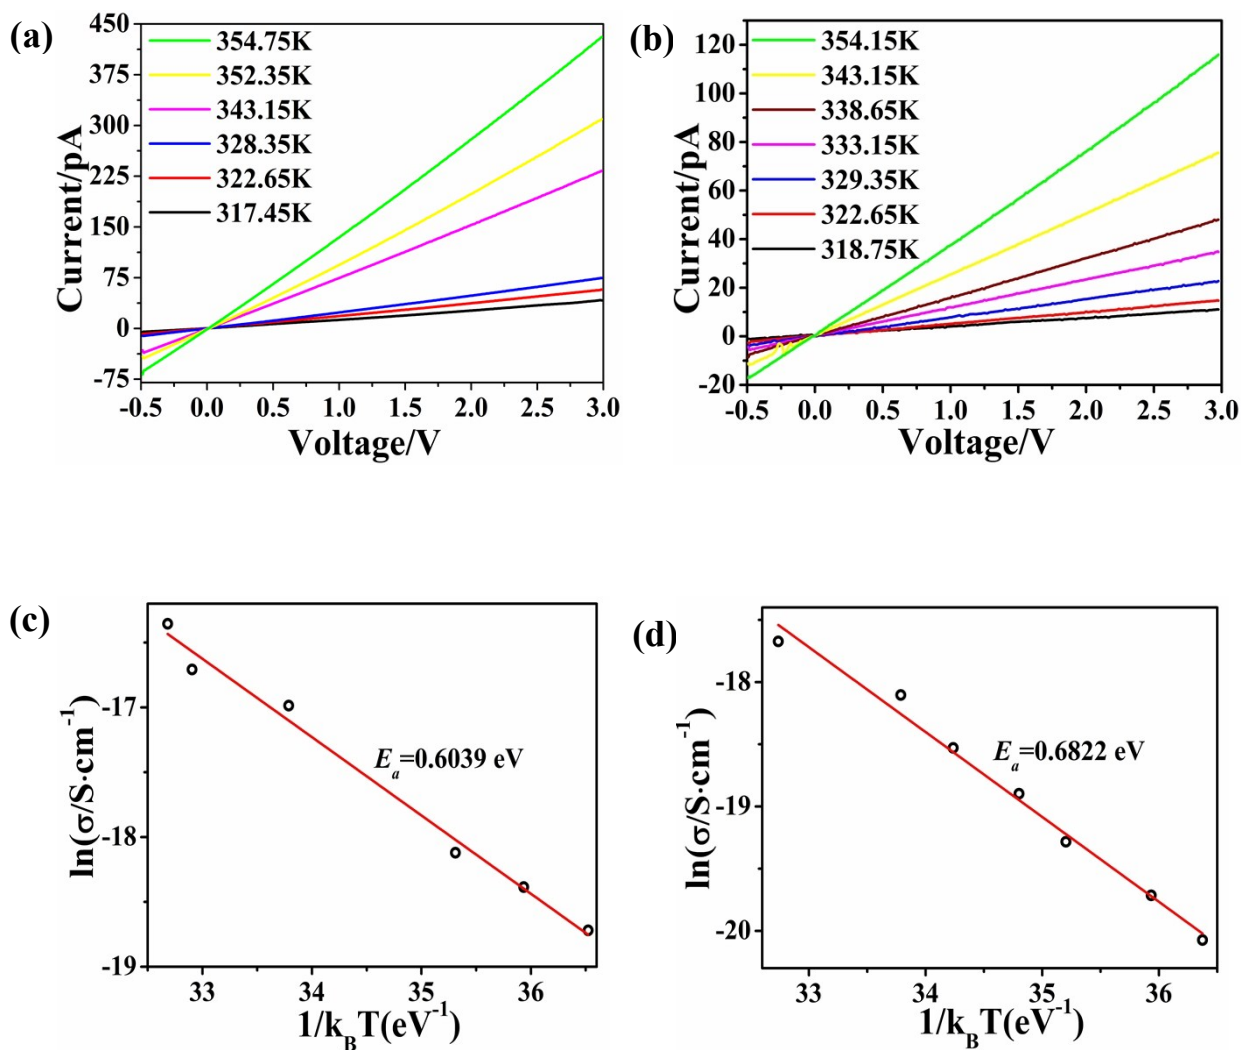 (a)
354.75K
352.35K
343.15K
328.35K
322.65K
317.45K
450
375
300
225
150
75
0
-75
Current/pA
-0.5 0.0 0.5 1.0 1.5 2.0 2.5 3.0
Voltage/V
(b)
354.15K
343.15K
338.65K
333.15K
329.35K
322.65K
318.75K
120
100
80
60
40
20
0
-20
Current/pA
-0.5 0.0 0.5 1.0 1.5 2.0 2.5 3.0
Voltage/V
(c)
-17
-18
-19
ln(σ/S·cm⁻¹)
Eₐ=0.6039 eV
33 34 35 36
1/k_BT(eV⁻¹)
(d)
-18
-19
-20
ln(σ/S·cm⁻¹)
Eₐ=0.6822 eV
33 34 35 36
1/k_BT(eV⁻¹)